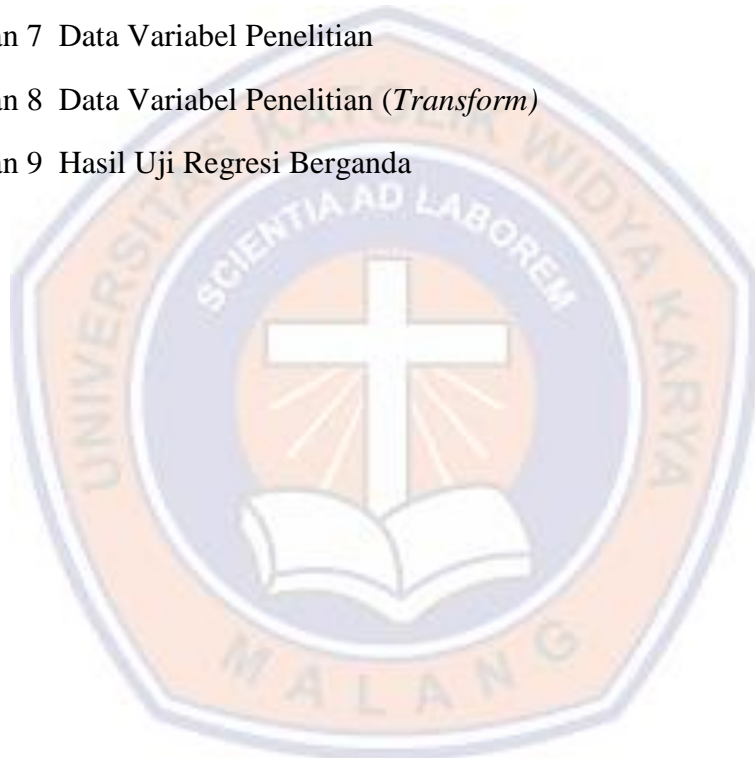 an 7 Data Variabel Penelitian
an 8 Data Variabel Penelitian (Transform)
an 9 Hasil Uji Regresi Berganda
UNIVERSITAS KATOLIK WIDYA KARYA
SCIENTIA AD LABOREM
MALANG